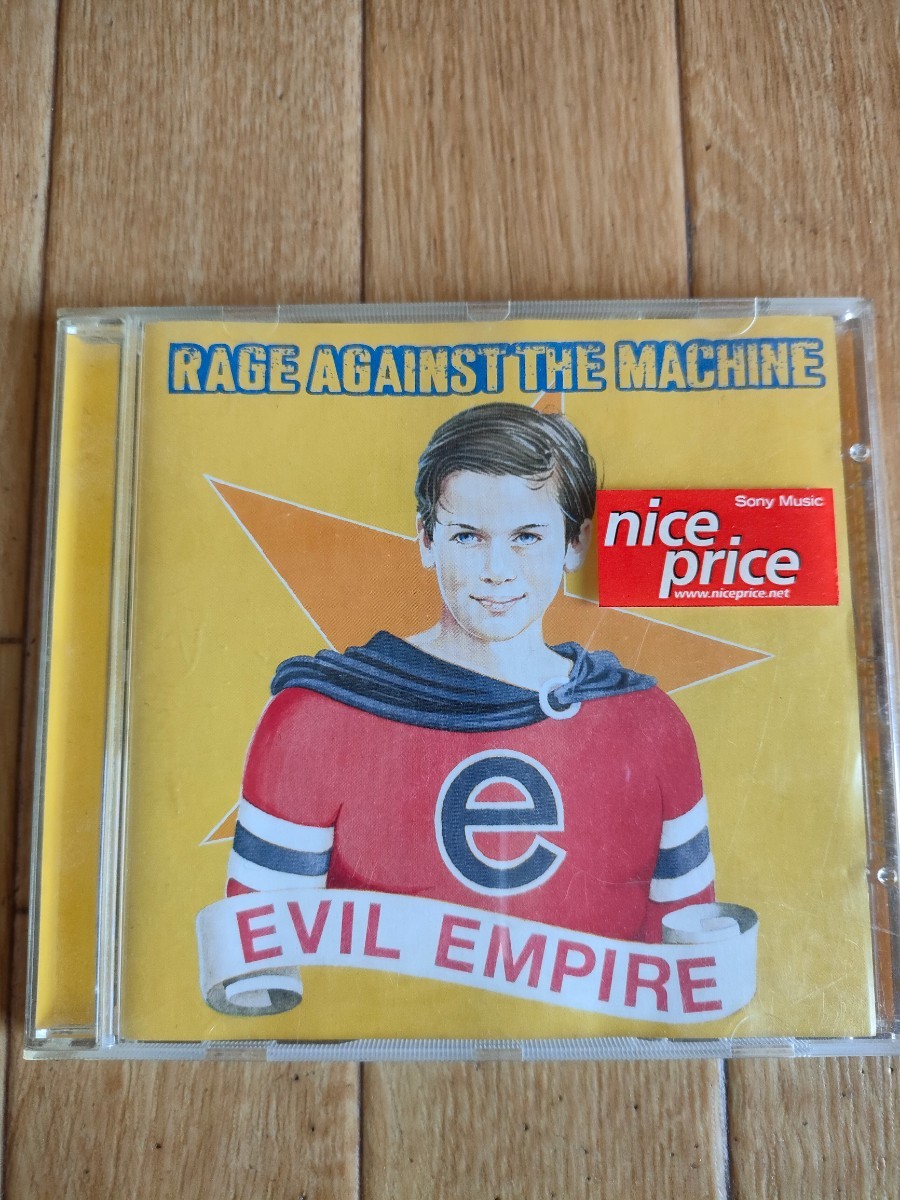 RAGE AGAINST THE MACHINE
Sony Music
nice
price
www.niceprice.net
e
EVIL EMPIRE